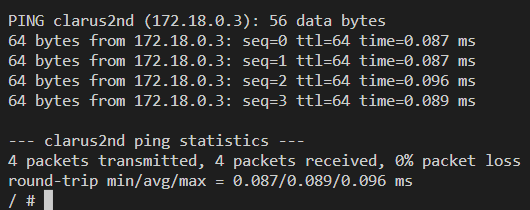 PING clarus2nd (172.18.0.3): 56 data bytes
64 bytes from 172.18.0.3: seq=0 ttl=64 time=0.087 ms
64 bytes from 172.18.0.3: seq=1 ttl=64 time=0.087 ms
64 bytes from 172.18.0.3: seq=2 ttl=64 time=0.096 ms
64 bytes from 172.18.0.3: seq=3 ttl=64 time=0.089 ms
--- clarus2nd ping statistics ---
4 packets transmitted, 4 packets received, 0% packet loss
round-trip min/avg/max = 0.087/0.089/0.096 ms
/ #